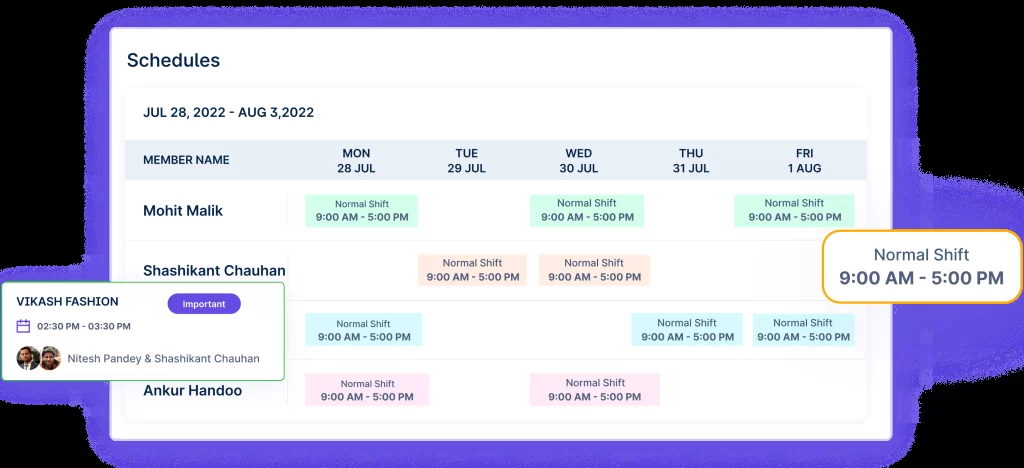 Schedules
JUL 28, 2022 - AUG 3,2022
MEMBER NAME
MON
28 JUL
TUE
29 JUL
WED
30 JUL
THU
31 JUL
FRI
1 AUG
Mohit Malik
Normal Shift
9:00 AM - 5:00 PM
Normal Shift
9:00 AM - 5:00 PM
Normal Shift
9:00 AM - 5:00 PM
Shashikant Chauhan
Normal Shift
9:00 AM - 5:00 PM
Normal Shift
9:00 AM - 5:00 PM
Normal Shift
9:00 AM - 5:00 PM
VIKASH FASHION
Important
02:30 PM - 03:30 PM
Nitesh Pandey & Shashikant Chauhan
Normal Shift
9:00 AM - 5:00 PM
Normal Shift
9:00 AM - 5:00 PM
Normal Shift
9:00 AM - 5:00 PM
Ankur Handoo
Normal Shift
9:00 AM - 5:00 PM
Normal Shift
9:00 AM - 5:00 PM